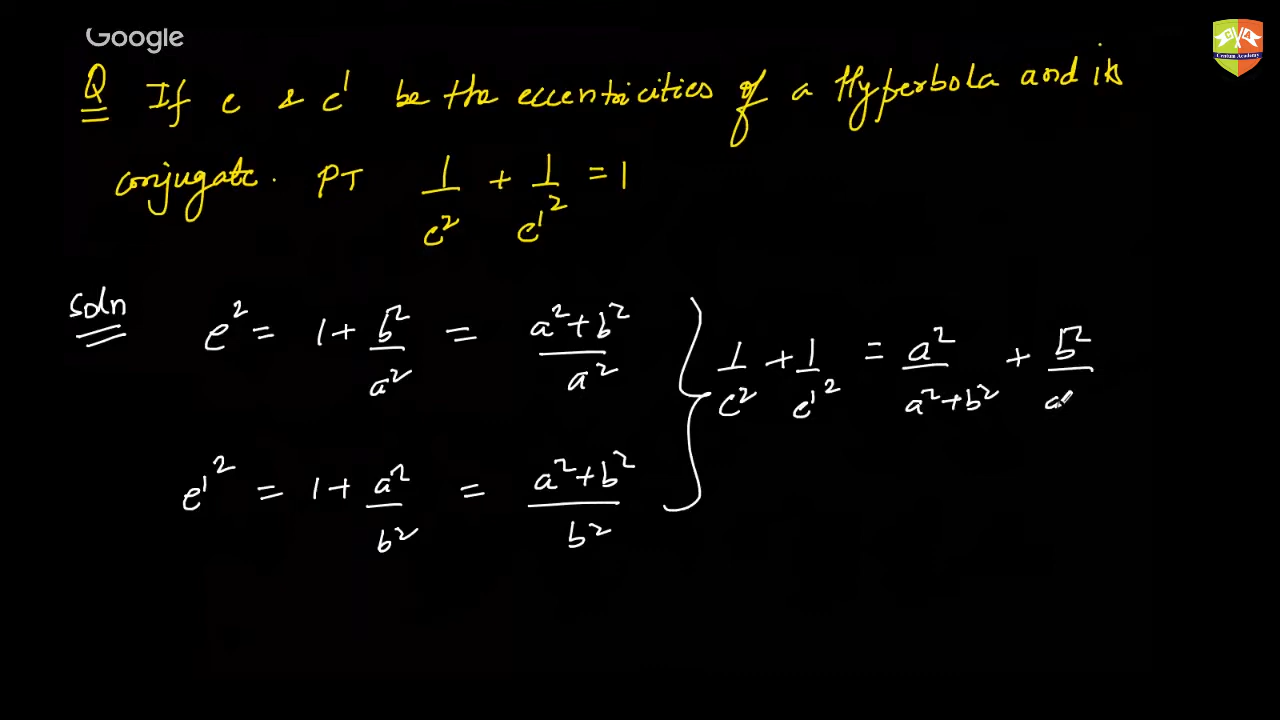 Google
Q If e & e' be the eccentricities of a Hyperbola and its
conjugate. PT 1/e² + 1/e'² = 1
Soln e² = 1 + b²/a² = (a²+b²)/a²
1/e² + 1/e'² = a²/(a²+b²) + b²/a
e'² = 1 + a²/b² = (a²+b²)/b²
Centum Academy